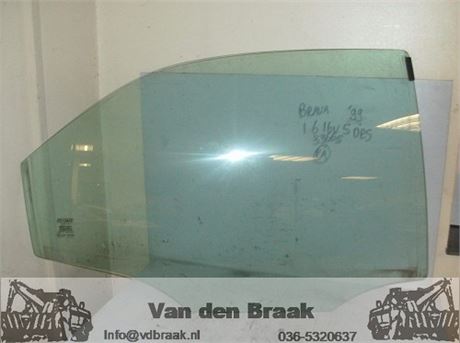 BRAVA '99
1 6 16V 5 DRS
A
Van den Braak
Info@vdbraak.nl 036-5320637